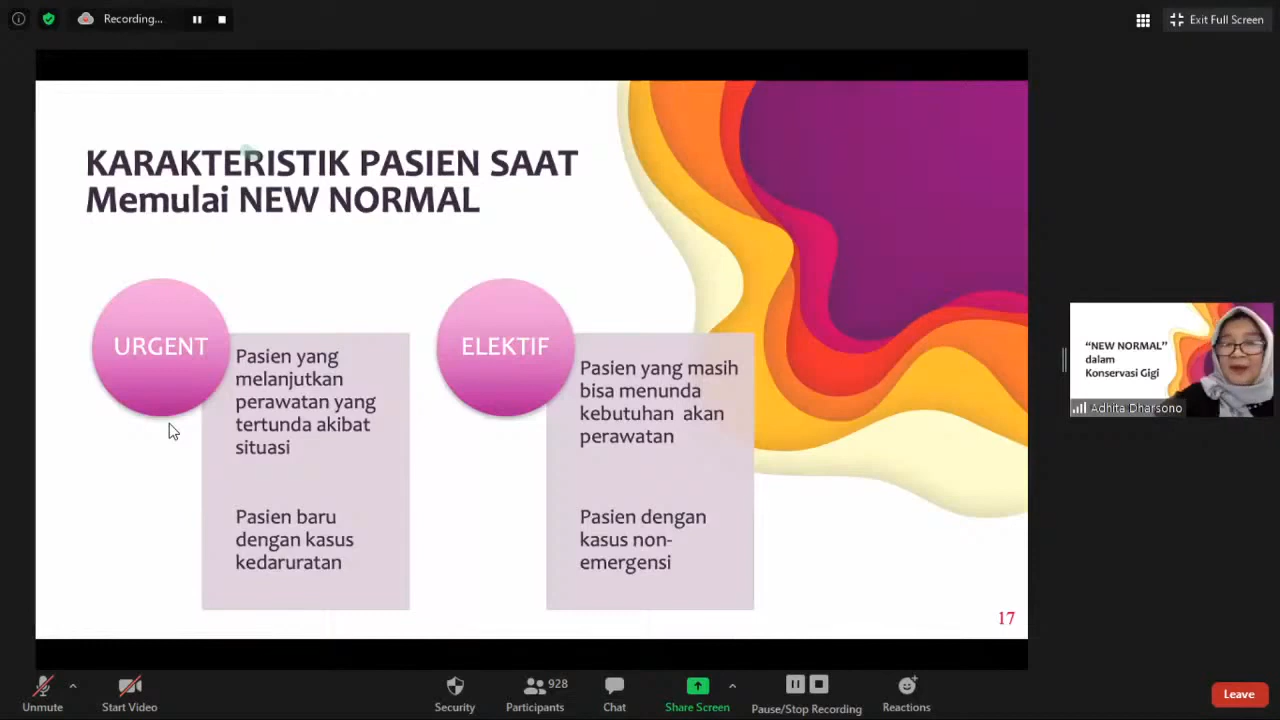 Recording...
Exit Full Screen
KARAKTERISTIK PASIEN SAAT
Memulai NEW NORMAL
URGENT
Pasien yang
melanjutkan
perawatan yang
tertunda akibat
situasi
Pasien baru
dengan kasus
kedaruratan
ELEKTIF
Pasien yang masih
bisa menunda
kebutuhan akan
perawatan
Pasien dengan
kasus non-
emergensi
17
“NEW NORMAL”
dalam
Konservasi Gigi
Adhita Dharsono
Unmute
Start Video
Security
Participants
928
Chat
Share Screen
Pause/Stop Recording
Reactions
Leave